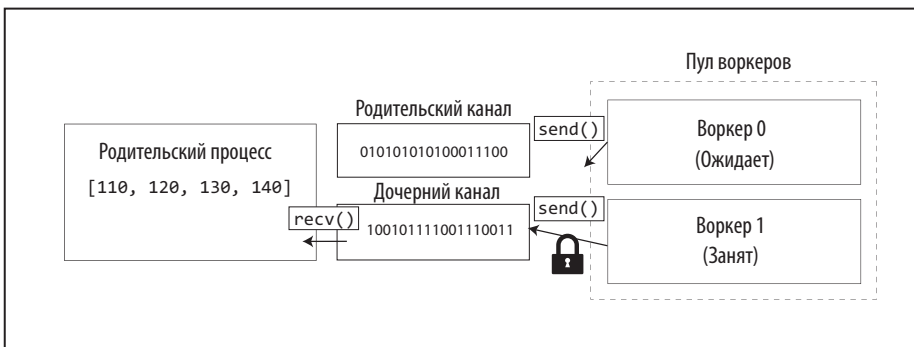 Пул воркеров
Родительский канал
send()
Воркер 0
(Ожидает)
010101010100011100
Родительский процесс
[110, 120, 130, 140]
Дочерний канал
recv()
send()
100101111001110011
Воркер 1
(Занят)